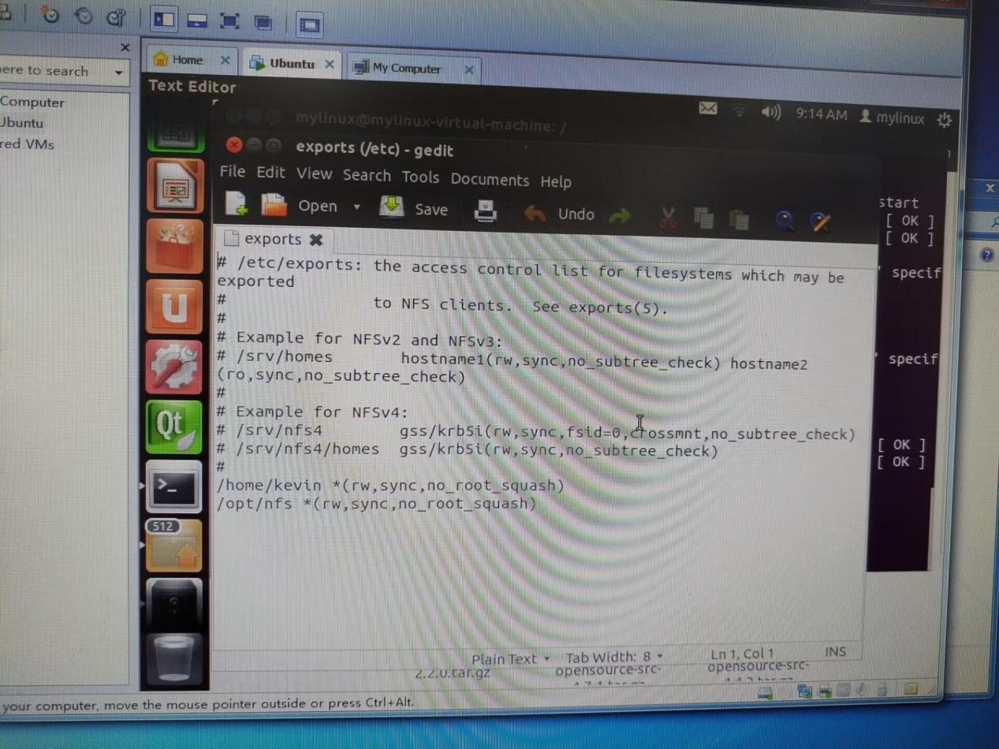 Home
Ubuntu
My Computer
ere to search
Computer
Ubuntu
red VMs
Text Editor
9:14 AM
mylinux
mylinux@mylinux-virtual-machine: /
exports (/etc) - gedit
File Edit View Search Tools Documents Help
Open
Save
Undo
exports
# /etc/exports: the access control list for filesystems which may be
exported
# to NFS clients. See exports(5).
#
# Example for NFSv2 and NFSv3:
# /srv/homes hostname1(rw,sync,no_subtree_check) hostname2
(ro,sync,no_subtree_check)
#
# Example for NFSv4:
# /srv/nfs4 gss/krb5i(rw,sync,fsid=0,crossmnt,no_subtree_check)
# /srv/nfs4/homes gss/krb5i(rw,sync,no_subtree_check)
#
/home/kevin *(rw,sync,no_root_squash)
/opt/nfs *(rw,sync,no_root_squash)
start
[ OK ]
[ OK ]
' specif
' specif
[ OK ]
[ OK ]
U
Qt
>_
512
Plain Text
Tab Width: 8
Ln 1, Col 1
INS
2.2.0.tar.gz
opensource-src-
opensource-src-
your computer, move the mouse pointer outside or press Ctrl+Alt.